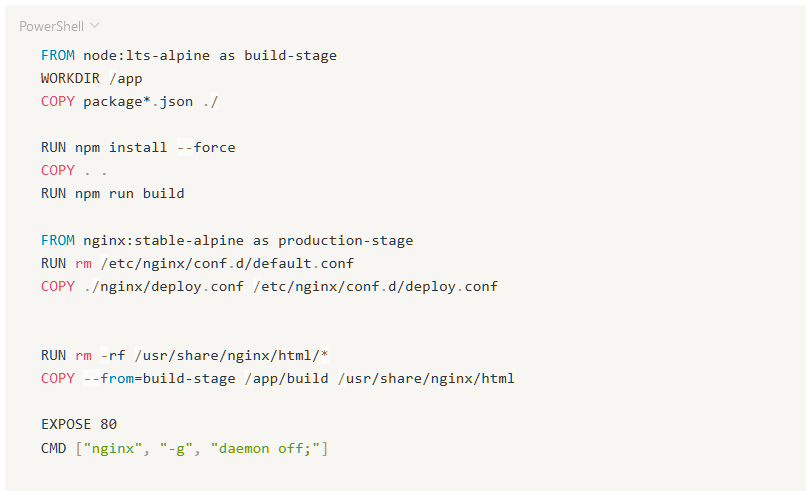 PowerShell
FROM node:lts-alpine as build-stage
WORKDIR /app
COPY package*.json ./
RUN npm install --force
COPY . .
RUN npm run build
FROM nginx:stable-alpine as production-stage
RUN rm /etc/nginx/conf.d/default.conf
COPY ./nginx/deploy.conf /etc/nginx/conf.d/deploy.conf
RUN rm -rf /usr/share/nginx/html/*
COPY --from=build-stage /app/build /usr/share/nginx/html
EXPOSE 80
CMD ["nginx", "-g", "daemon off;"]